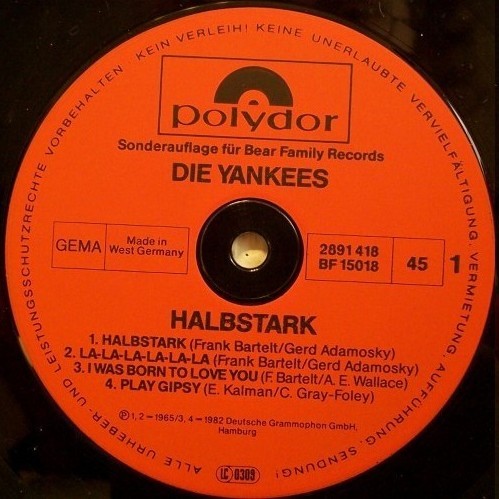 ALLE URHEBER- UND LEISTUNGSSCHUTZRECHTE VORBEHALTEN · KEIN VERLEIH! KEINE UNERLAUBTE VERVIELFÄLTIGUNG, VERMIETUNG, AUFFÜHRUNG, SENDUNG!
polydor
Sonderauflage für Bear Family Records
DIE YANKEES
GEMA
Made in
West Germany
2891 418
BF 15018
45
1
HALBSTARK
1. HALBSTARK (Frank Bartelt/Gerd Adamosky)
2. LA-LA-LA-LA-LA-LA (Frank Bartelt/Gerd Adamosky)
3. I WAS BORN TO LOVE YOU (F. Bartelt/A. E. Wallace)
4. PLAY GIPSY (E. Kalman/C. Gray-Foley)
℗ 1, 2 – 1965/3, 4 – 1982 Deutsche Grammophon GmbH,
Hamburg
LC 0309